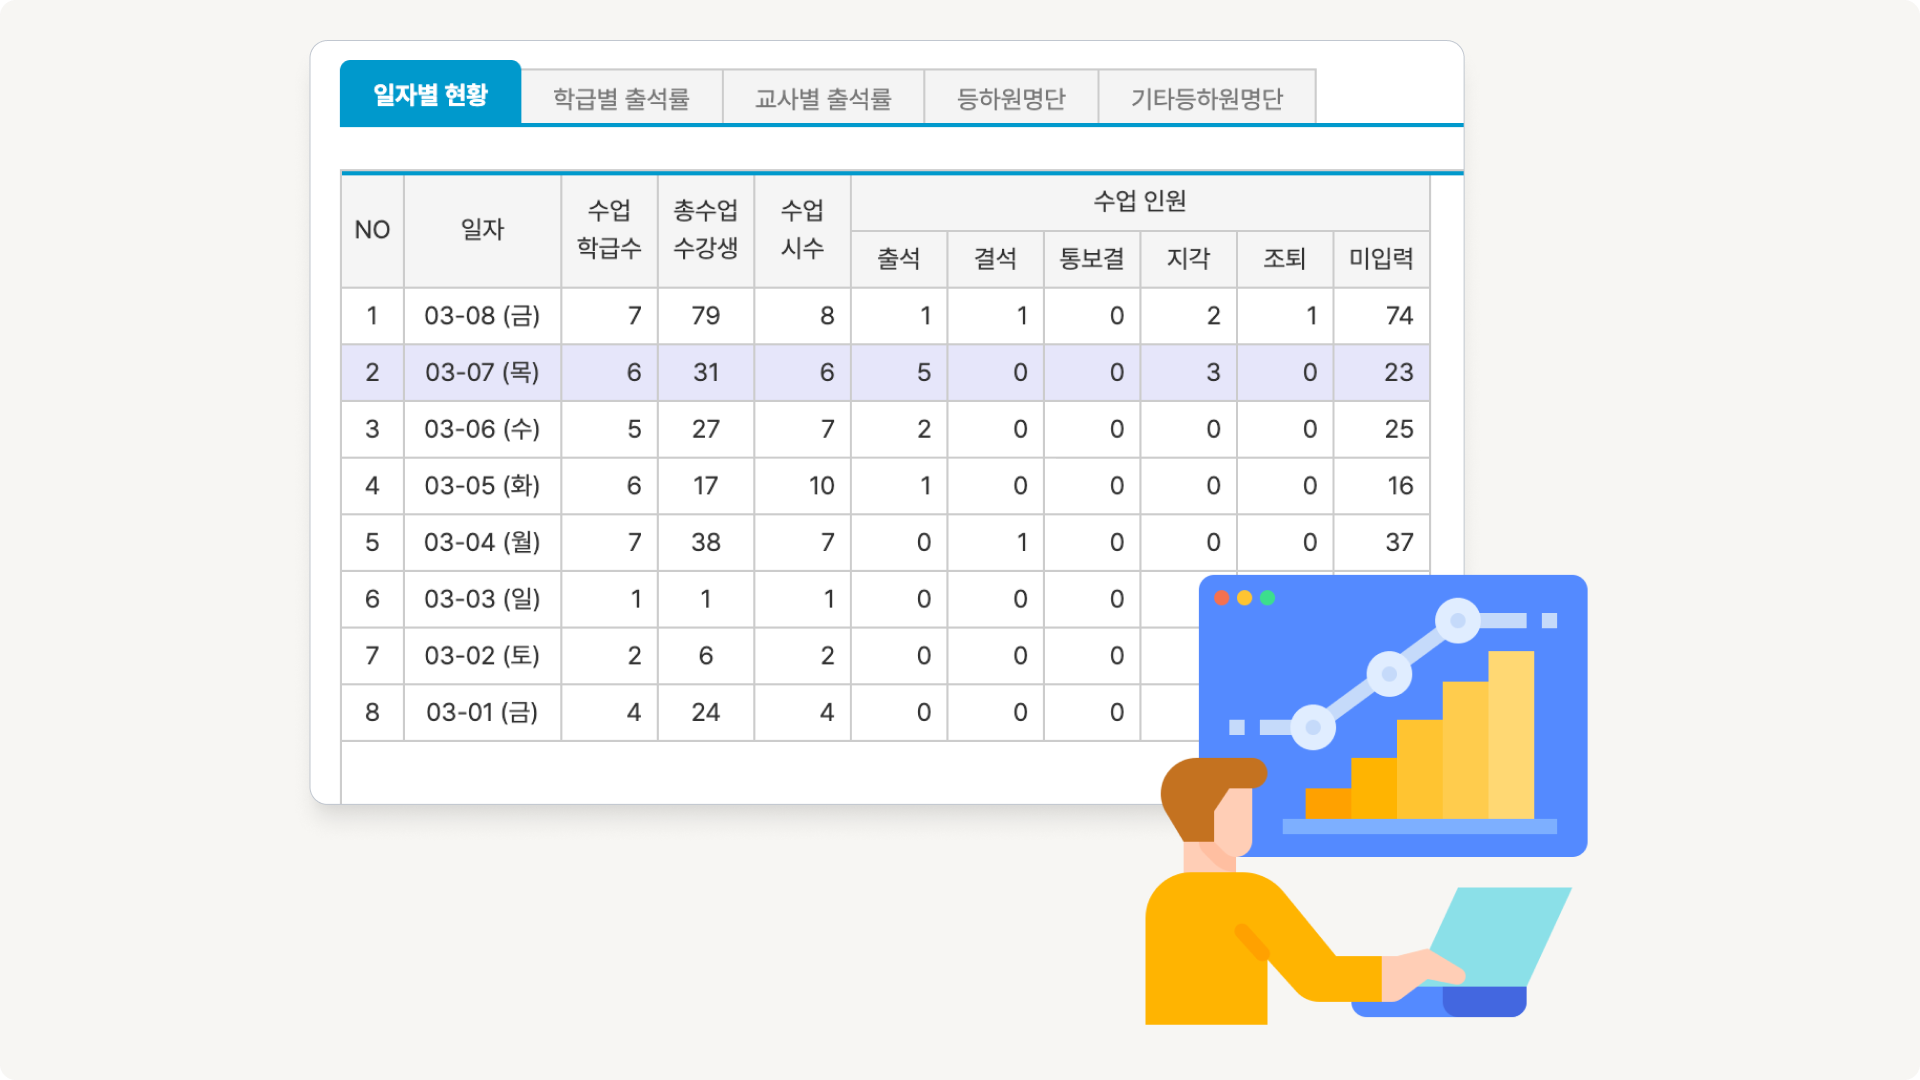 일자별 현황 학급별 출석률 교사별 출석률 등하원명단 기타등하원명단
NO 일자 수업 학급수 총수업 수강생 수업 시수 수업 인원
출석 결석 통보결 지각 조퇴 미입력
1 03-08 (금) 7 79 8 1 1 0 2 1 74
2 03-07 (목) 6 31 6 5 0 0 3 0 23
3 03-06 (수) 5 27 7 2 0 0 0 0 25
4 03-05 (화) 6 17 10 1 0 0 0 0 16
5 03-04 (월) 7 38 7 0 1 0 0 0 37
6 03-03 (일) 1 1 1 0 0 0
7 03-02 (토) 2 6 2 0 0 0
8 03-01 (금) 4 24 4 0 0 0